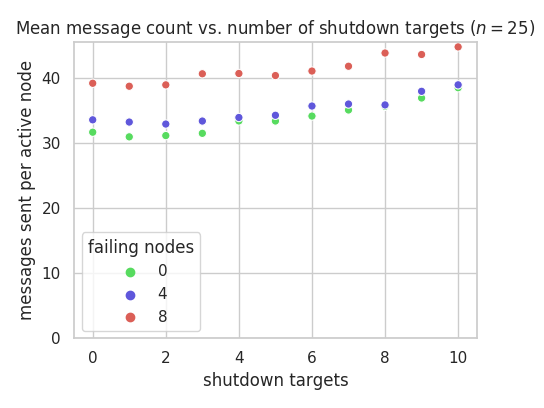 Mean message count vs. number of shutdown targets (n = 25)
messages sent per active node
40
30
20
10
0
failing nodes
0
4
8
0 2 4 6 8 10
shutdown targets